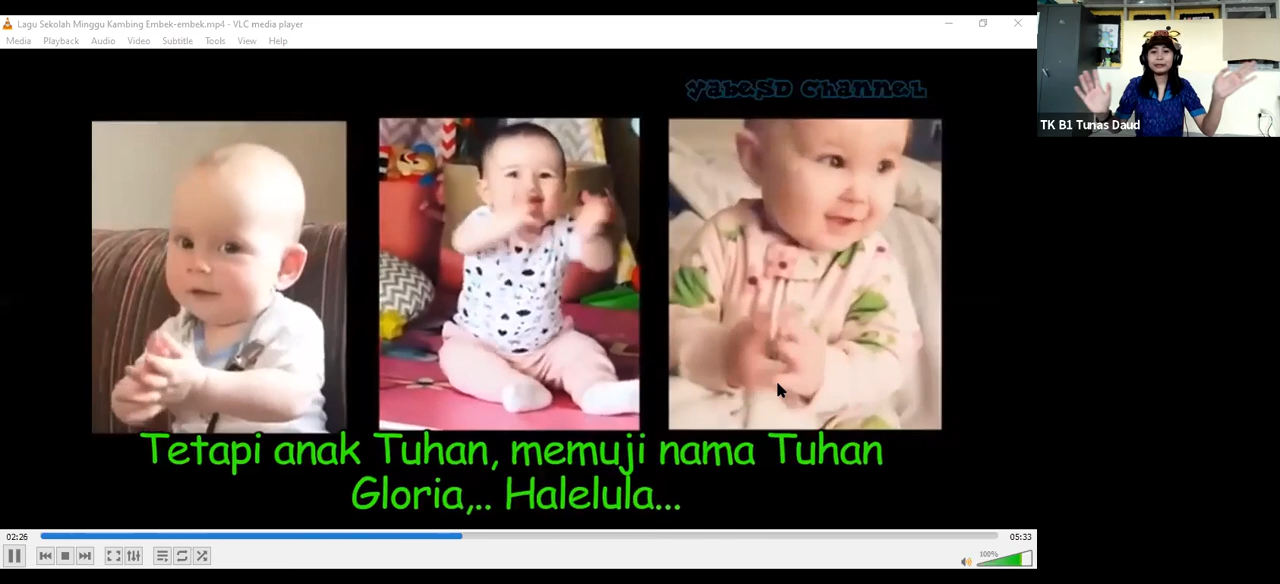 Lagu Sekolah Minggu Kambing Embek-embek.mp4 - VLC media player
Media Playback Audio Video Subtitle Tools View Help
YabeSD Channel
TK B1 Tunas Daud
Tetapi anak Tuhan, memuji nama Tuhan
Gloria,.. Halelula...
02:26
05:33
100%